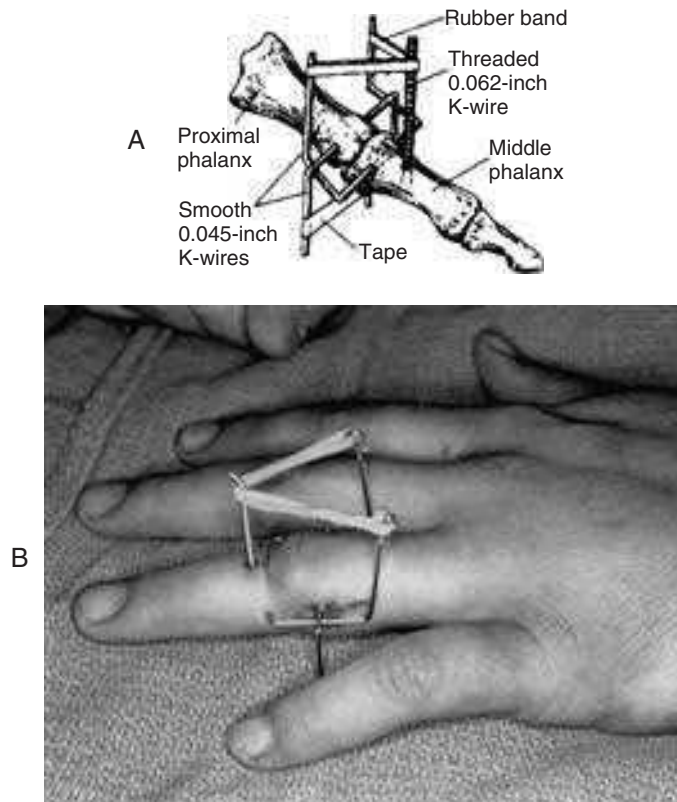 Rubber band
Threaded
0.062-inch
K-wire
A
Proximal
phalanx
Middle
phalanx
Smooth
0.045-inch
K-wires
Tape
B